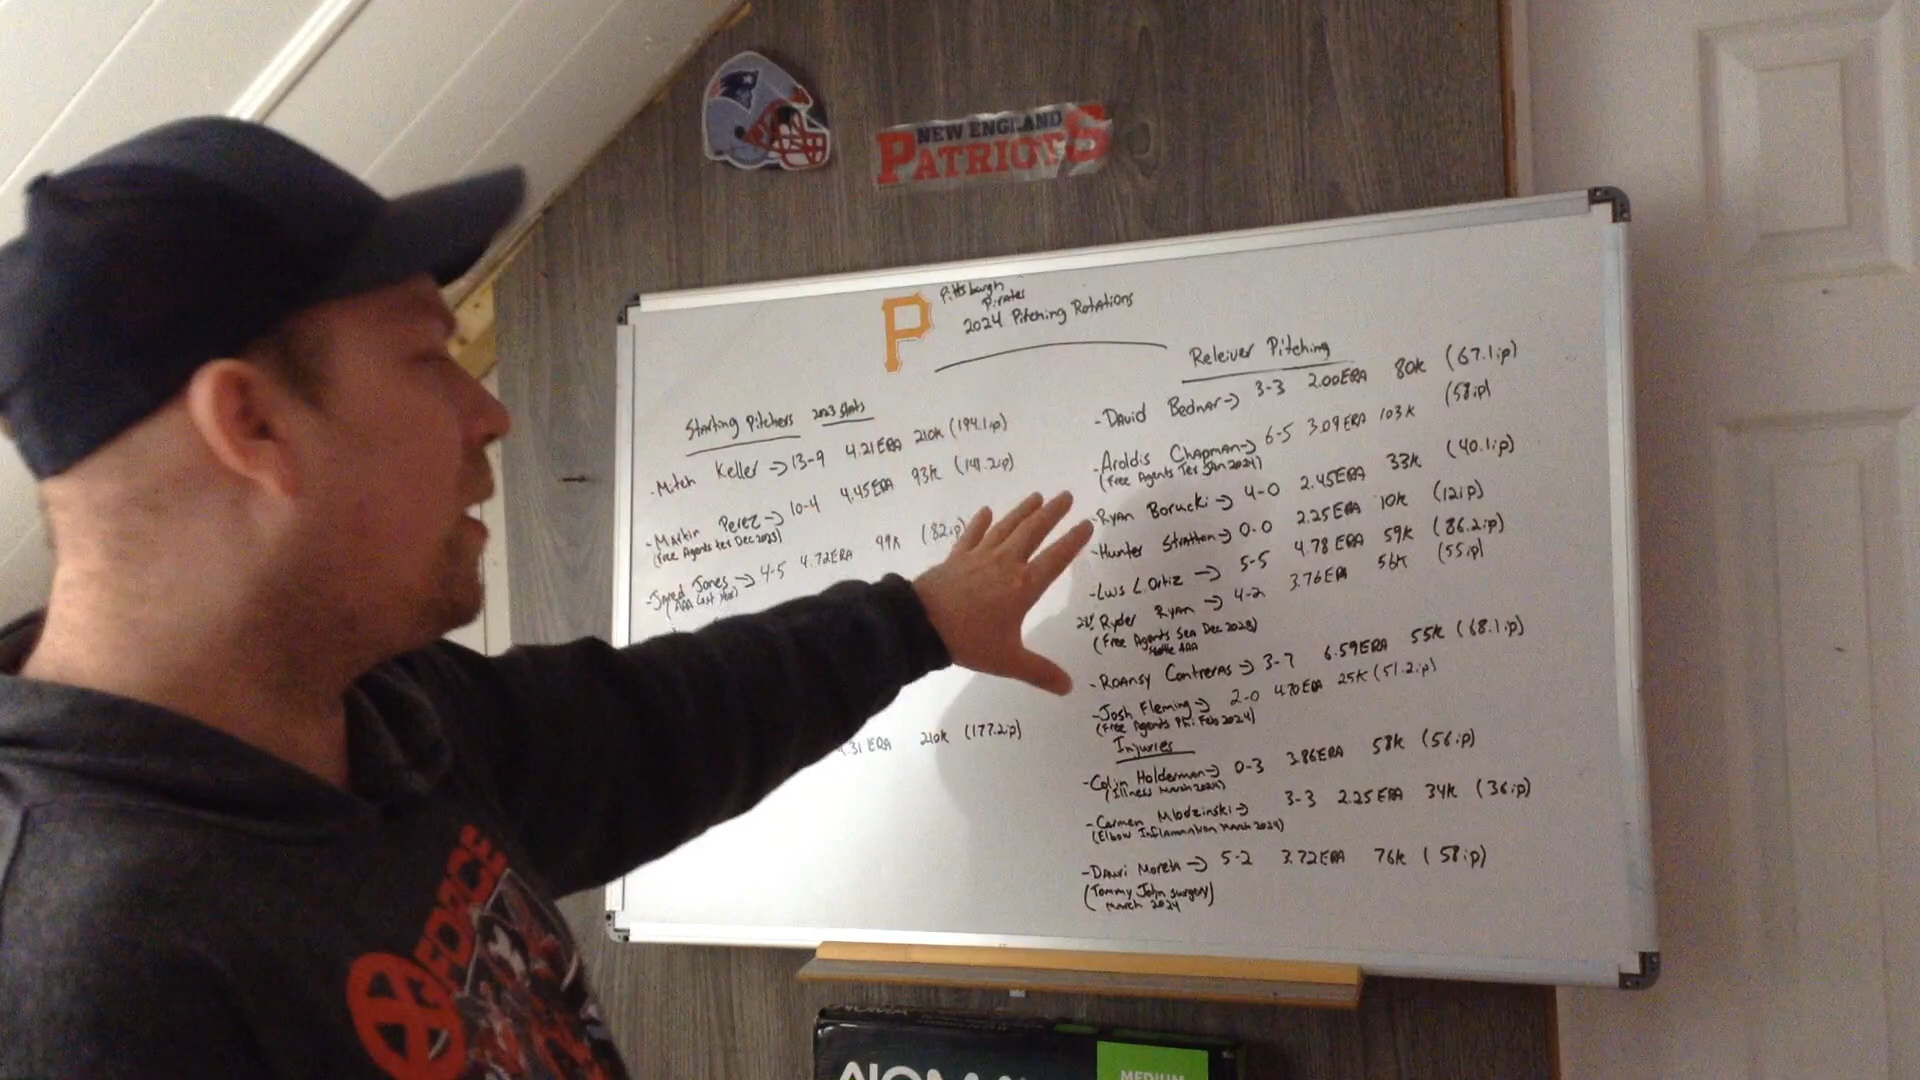 NEW ENGLAND
PATRIOTS
P
Pittsburgh
Pirates
2024 Pitching Rotations
Starting Pitchers 2023 stats
-Mitch Keller → 13-9 4.21ERA 210K (194.1ip)
-Martin Perez → 10-4 4.45ERA 93K (141.2ip)
(Free Agents Tex Dec 2023)
-Jared Jones → 4-5 4.72ERA 99K (82ip)
(AAA Last year)
.31 ERA 210K (177.2ip)
Releiver Pitching
-David Bednar → 3-3 2.00ERA 80K (67.1ip)
-Aroldis Chapman → 6-5 3.09ERA 103K (58ip)
(Free Agents Tex Jan 2024)
-Ryan Borucki → 4-0 2.45ERA 33K (40.1ip)
-Hunter Stratton → 0-0 2.25ERA 10K (12ip)
-Luis L.Ortiz → 5-5 4.78ERA 59K (86.2ip)
Ryder Ryan → 4-2 3.76ERA 56K (55ip)
(Free Agents Sea Dec 2023)
Seattle AAA
-Roansy Contreras → 3-7 6.59ERA 55K (68.1ip)
-Josh Fleming → 2-0 4.70ERA 25K (51.2ip)
(Free Agents Phi. Feb 2024)
Injuries
-Colin Holderman → 0-3 3.86ERA 58K (56ip)
(Illness March 2024)
-Carmen Mlodzinski → 3-3 2.25ERA 34K (36ip)
(Elbow Inflammation March 2024)
-Dauri Moreta → 5-2 3.72ERA 76K (58ip)
(Tommy John surgery)
March 2024
FORCE
MEDIUM